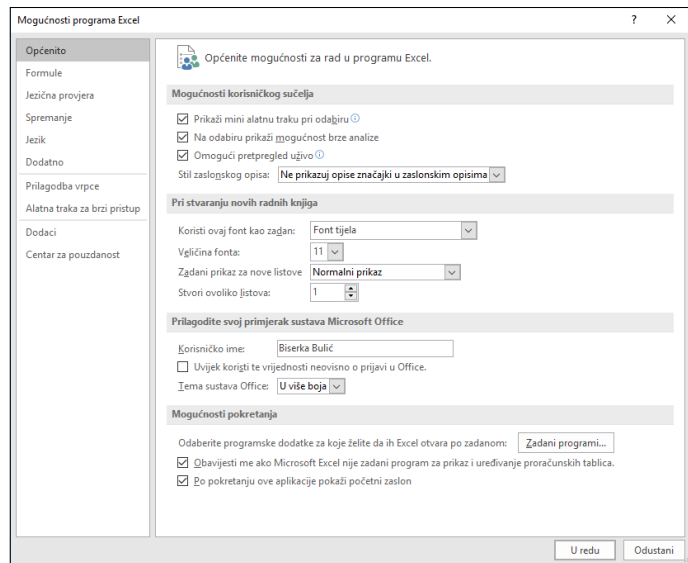 Mogućnosti programa Excel
Općenito
Formule
Jezična provjera
Spremanje
Jezik
Dodatno
Prilagodba vrpce
Alatna traka za brzi pristup
Dodaci
Centar za pouzdanost
Općenite mogućnosti za rad u programu Excel.
Mogućnosti korisničkog sučelja
Prikaži mini alatnu traku pri odabiru
Na odabiru prikaži mogućnost brze analize
Omogući pretpregled uživo
Stil zaslonskog opisa: Ne prikazuj opise značajki u zaslonskim opisima
Pri stvaranju novih radnih knjiga
Koristi ovaj font kao zadan: Font tijela
Veličina fonta: 11
Zadani prikaz za nove listove Normalni prikaz
Stvori ovoliko listova: 1
Prilagodite svoj primjerak sustava Microsoft Office
Korisničko ime: Biserka Bulić
Uvijek koristi te vrijednosti neovisno o prijavi u Office.
Tema sustava Office: U više boja
Mogućnosti pokretanja
Odaberite programske dodatke za koje želite da ih Excel otvara po zadanom: Zadani programi...
Obavijesti me ako Microsoft Excel nije zadani program za prikaz i uređivanje proračunskih tablica.
Po pokretanju ove aplikacije pokaži početni zaslon
U redu Odustani